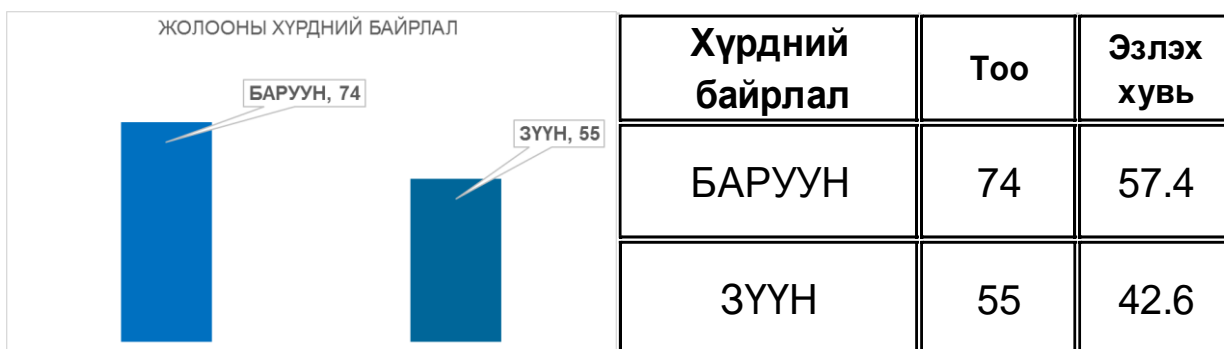 ЖОЛООНЫ ХҮРДНИЙ БАЙРЛАЛ
БАРУУН, 74
ЗҮҮН, 55
Хүрдний байрлал
Тоо
Эзлэх хувь
БАРУУН 74 57.4
ЗҮҮН 55 42.6